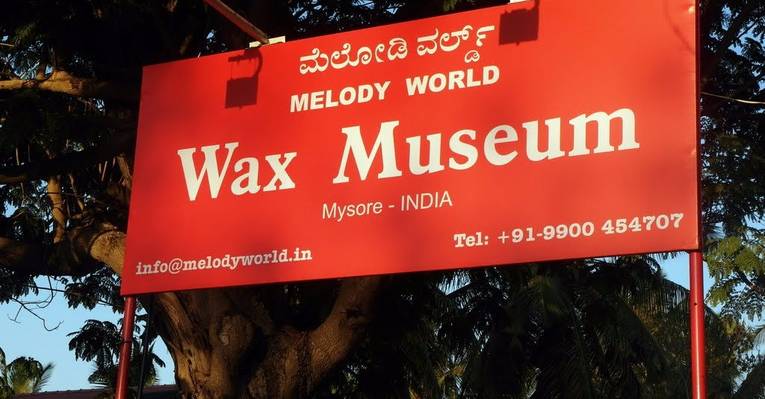 ಮೆಲೋಡಿ ವರ್ಲ್ಡ್
MELODY WORLD
Wax Museum
Mysore - INDIA
Tel: +91-9900 454707
info@melodyworld.in